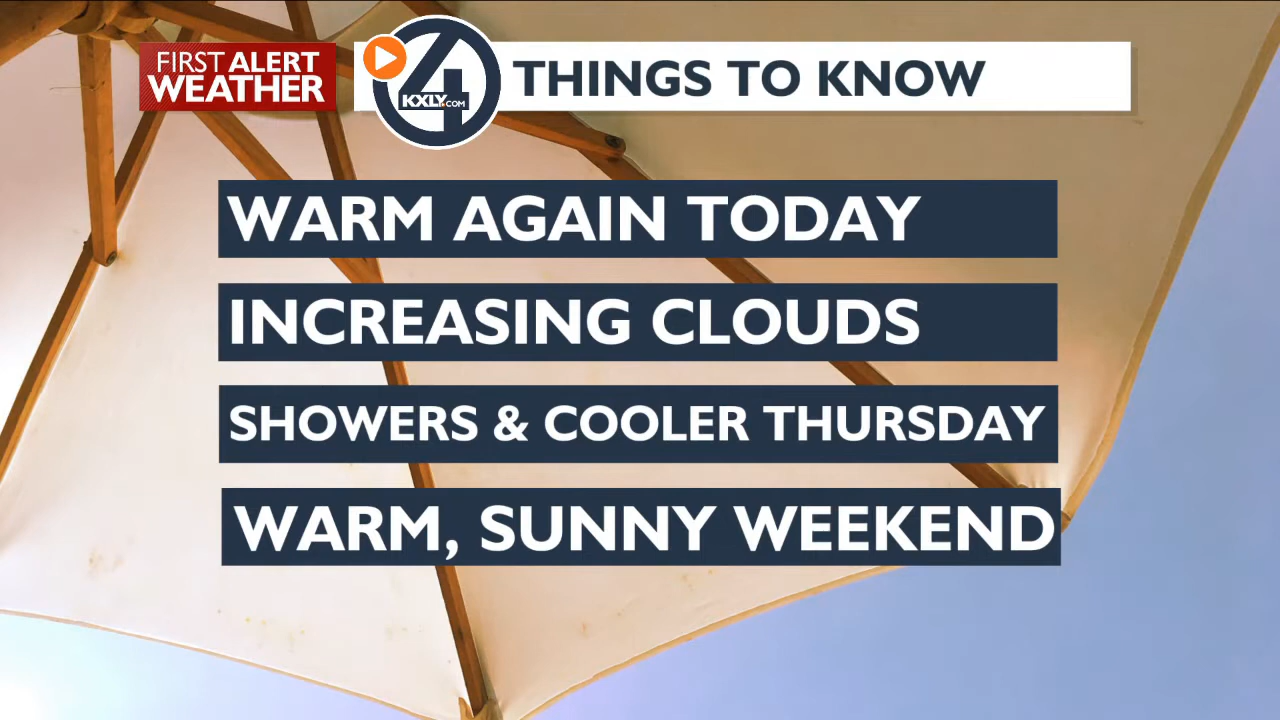 FIRST ALERT
WEATHER
4 THINGS TO KNOW
KXLY.COM
WARM AGAIN TODAY
INCREASING CLOUDS
SHOWERS & COOLER THURSDAY
WARM, SUNNY WEEKEND